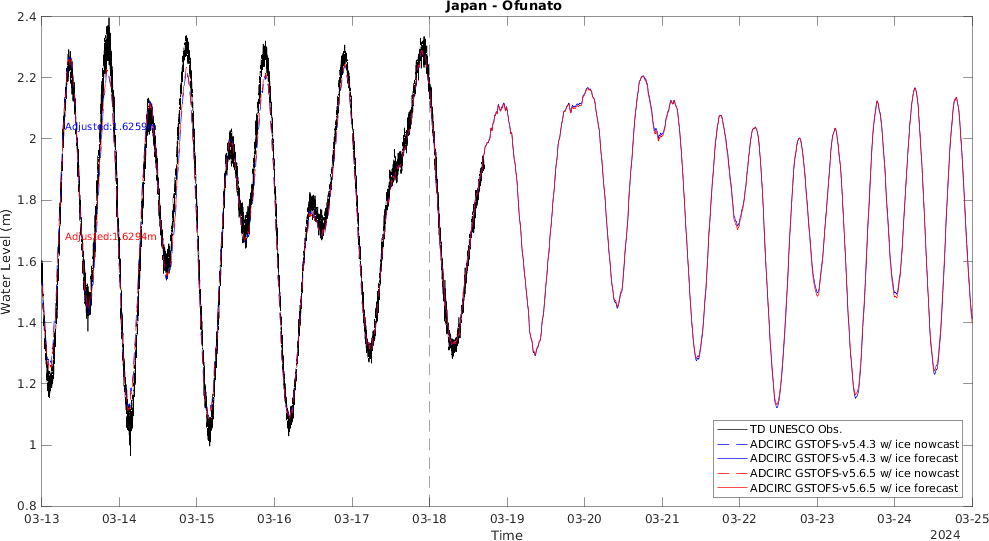 Japan - Ofunato
2.4
2.2
2
1.8
1.6
1.4
1.2
1
0.8
Water Level (m)
Adjusted:1.6259m
Adjusted:1.6294m
TD UNESCO Obs.
ADCIRC GSTOFS-v5.4.3 w/ ice nowcast
ADCIRC GSTOFS-v5.4.3 w/ ice forecast
ADCIRC GSTOFS-v5.6.5 w/ ice nowcast
ADCIRC GSTOFS-v5.6.5 w/ ice forecast
03-13 03-14 03-15 03-16 03-17 03-18 03-19 03-20 03-21 03-22 03-23 03-24 03-25
Time
2024